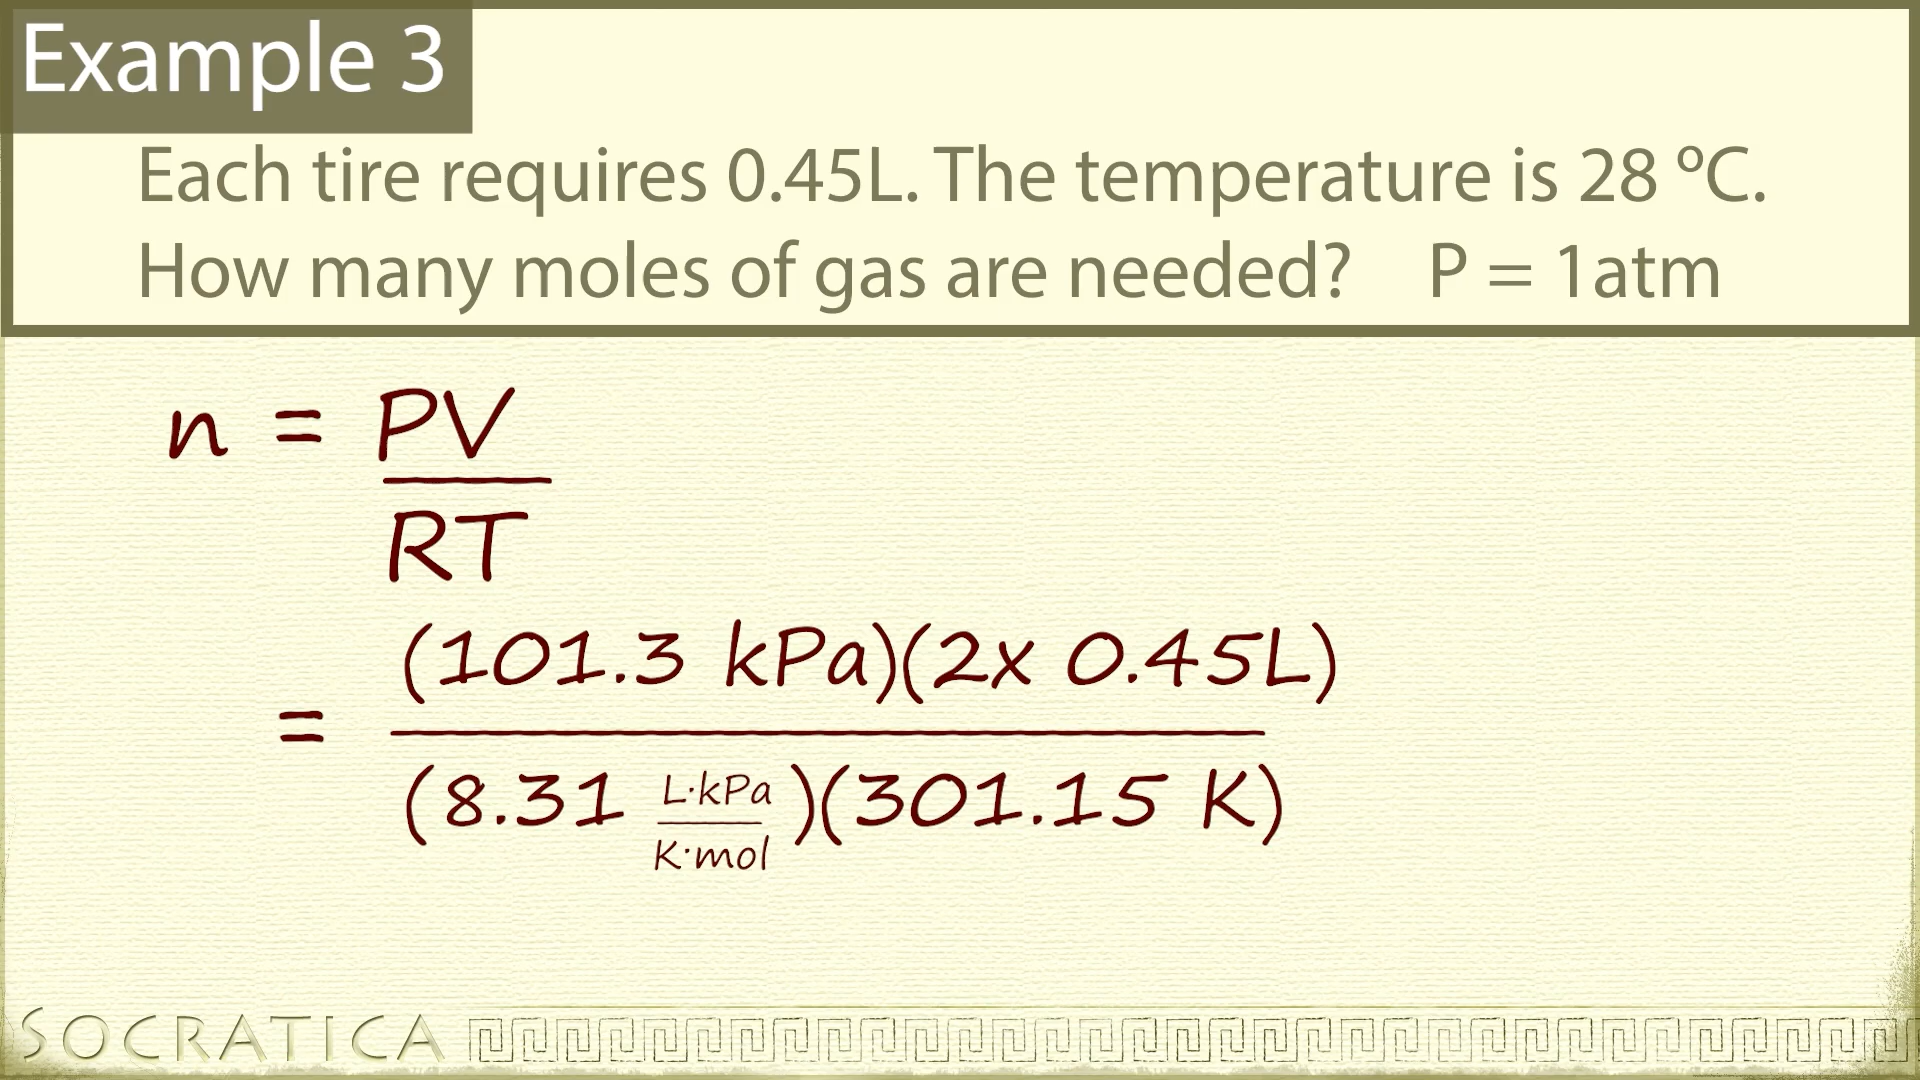 Example 3
Each tire requires 0.45L. The temperature is 28 ºC.
How many moles of gas are needed? P = 1atm
n = PV
RT
(101.3 kPa)(2x 0.45L)
=
(8.31 L·kPa/K·mol)(301.15 K)
SOCRATICA